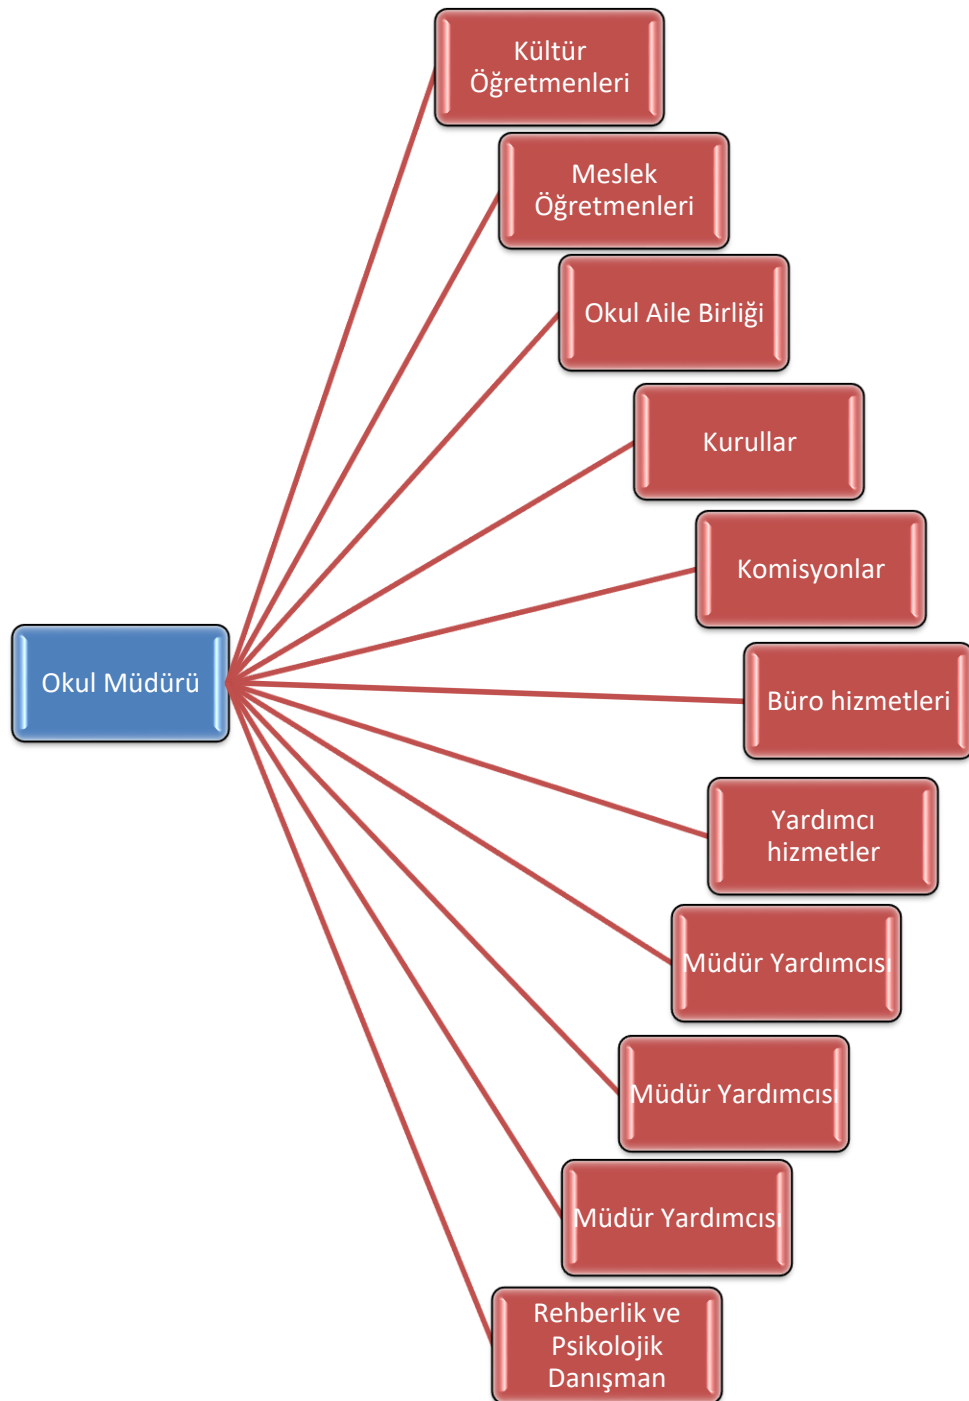 Kültür
Öğretmenleri
Meslek
Öğretmenleri
Okul Aile Birliği
Kurullar
Komisyonlar
Okul Müdürü
Büro hizmetleri
Yardımcı
hizmetler
Müdür Yardımcısı
Müdür Yardımcısı
Müdür Yardımcısı
Rehberlik ve
Psikolojik
Danışman